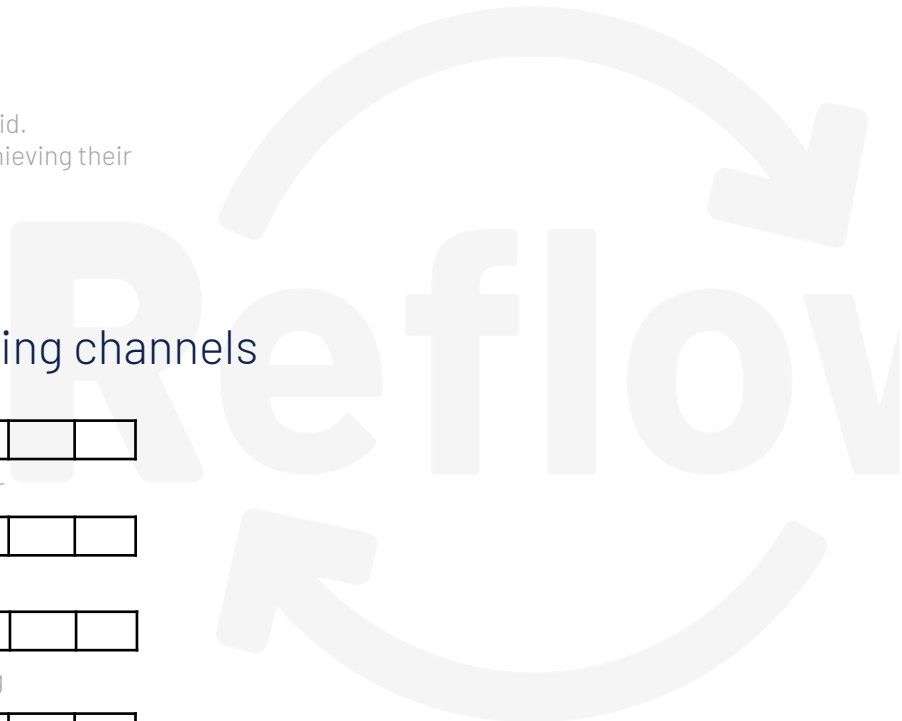 id.
hieving their
Reflow
ing channels
r
g